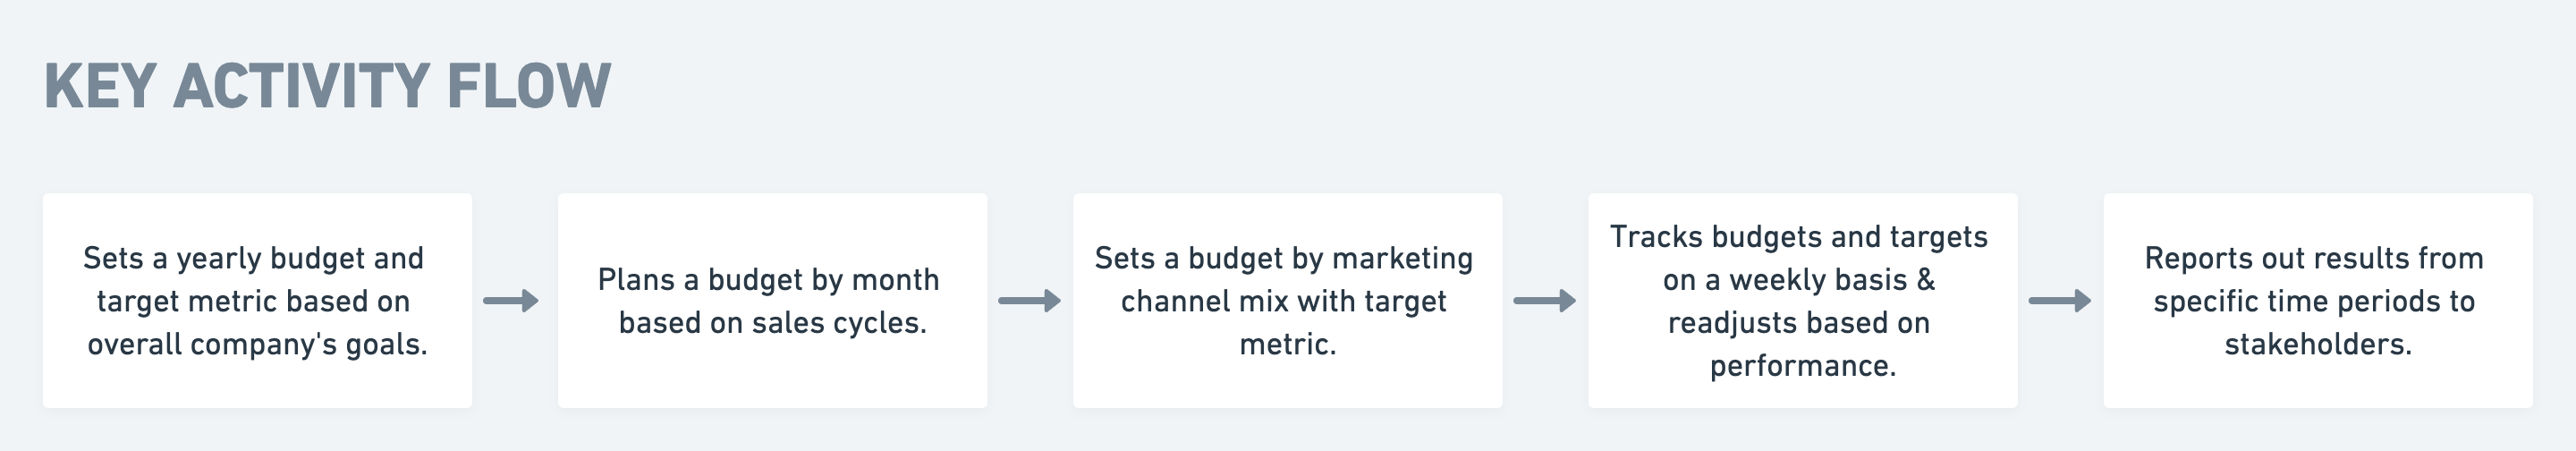 KEY ACTIVITY FLOW
Sets a yearly budget and
target metric based on
overall company's goals.
Plans a budget by month
based on sales cycles.
Sets a budget by marketing
channel mix with target
metric.
Tracks budgets and targets
on a weekly basis &
readjusts based on
performance.
Reports out results from
specific time periods to
stakeholders.